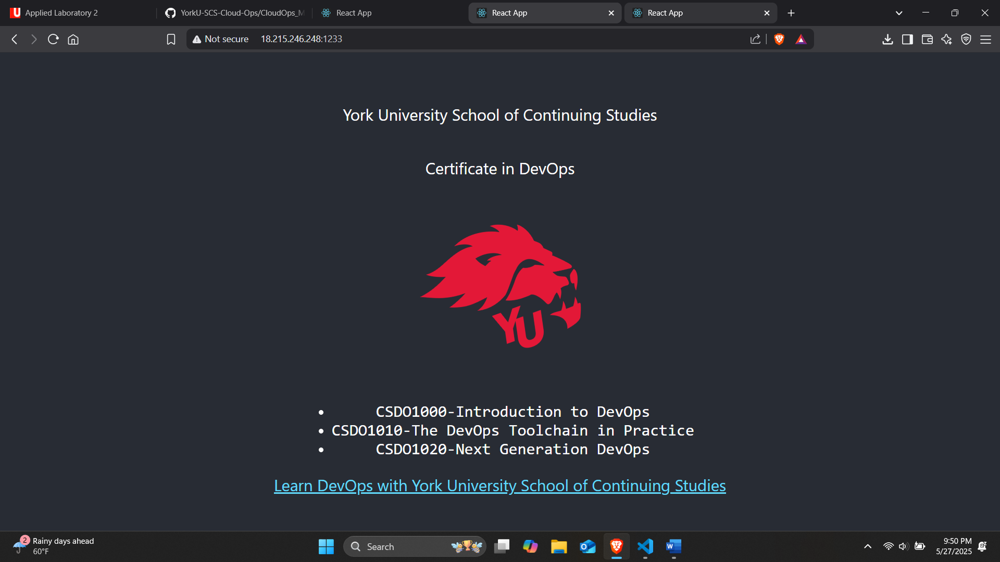 Applied Laboratory 2
YorkU-SCS-Cloud-Ops/CloudOps_M
React App
React App
React App
Not secure
18.215.246.248:1233
York University School of Continuing Studies
Certificate in DevOps
YU
• CSDO1000-Introduction to DevOps
• CSDO1010-The DevOps Toolchain in Practice
• CSDO1020-Next Generation DevOps
Learn DevOps with York University School of Continuing Studies
2
Rainy days ahead
60°F
Search
9:50 PM
5/27/2025